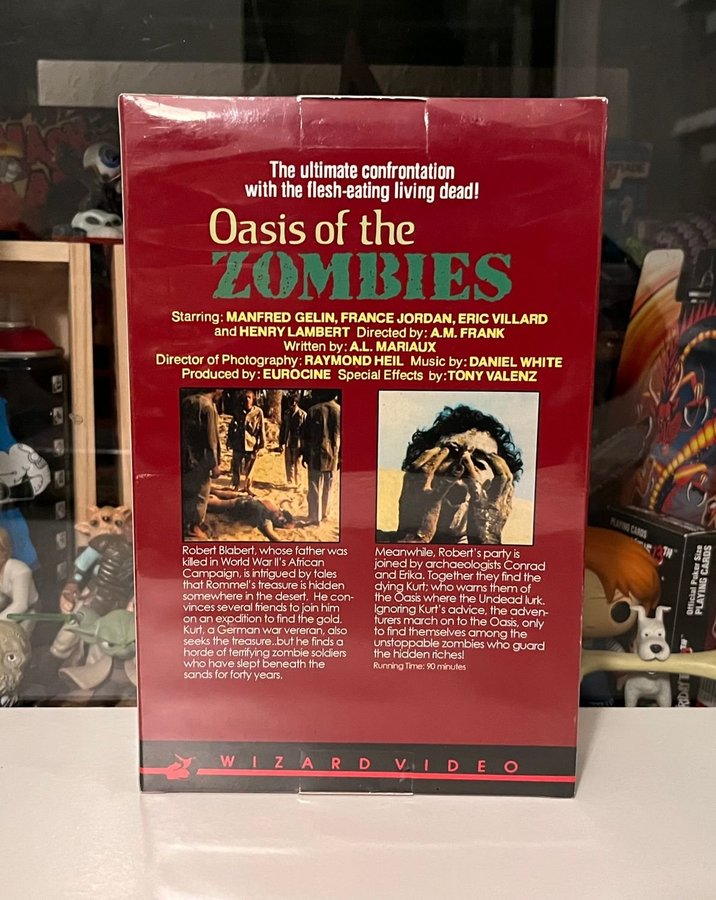 The ultimate confrontation
with the flesh-eating living dead!
Oasis of the
ZOMBIES
Starring: MANFRED GELIN, FRANCE JORDAN, ERIC VILLARD
and HENRY LAMBERT Directed by: A.M. FRANK
Written by: A.L. MARIAUX
Director of Photography: RAYMOND HEIL Music by: DANIEL WHITE
Produced by: EUROCINE Special Effects by: TONY VALENZ
Robert Blabert, whose father was
killed in World War II's African
Campaign, is intrigued by tales
that Rommel's treasure is hidden
somewhere in the desert. He con-
vinces several friends to join him
on an expdition to find the gold.
Kurt, a German war vereran, also
seeks the treasure..but he finds a
horde of terrifying zombie soldiers
who have slept beneath the
sands for forty years.
Meanwhile, Robert's party is
joined by archaeologists Conrad
and Erika. Together they find the
dying Kurt; who warns them of
the Oasis where the Undead lurk.
Ignoring Kurt's advice, the adven-
turers march on to the Oasis, only
to find themselves among the
unstoppable zombies who guard
the hidden riches!
Running Time: 90 minutes
WIZARD VIDEO
PLAYING CARDS
Official Poker Size
PLAYING CARDS